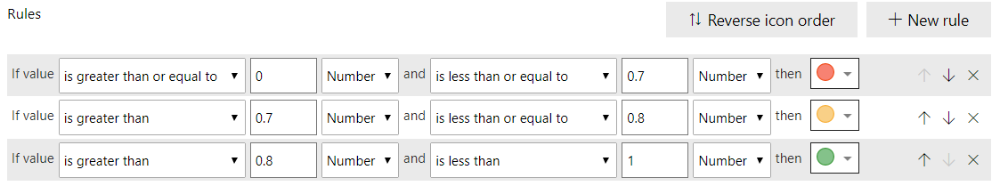 Rules
Reverse icon order
New rule
If value is greater than or equal to 0 Number and is less than or equal to 0.7 Number then
If value is greater than 0.7 Number and is less than or equal to 0.8 Number then
If value is greater than 0.8 Number and is less than 1 Number then